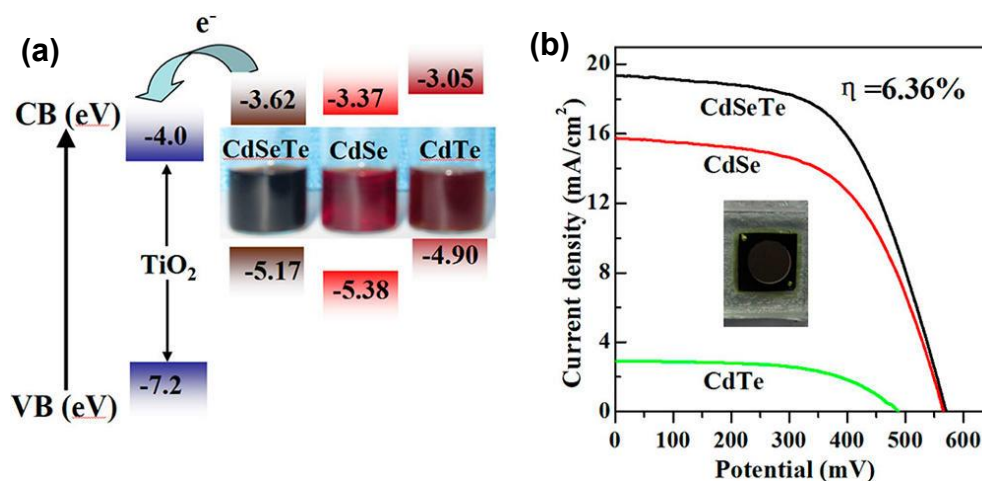 (a)
e-
CB (eV)
-4.0
-3.62
-3.37
-3.05
CdSeTe
CdSe
CdTe
TiO2
-5.17
-5.38
-4.90
-7.2
VB (eV)
(b)
Current density (mA/cm2)
20
16
12
8
4
0
η =6.36%
CdSeTe
CdSe
CdTe
0 100 200 300 400 500 600
Potential (mV)